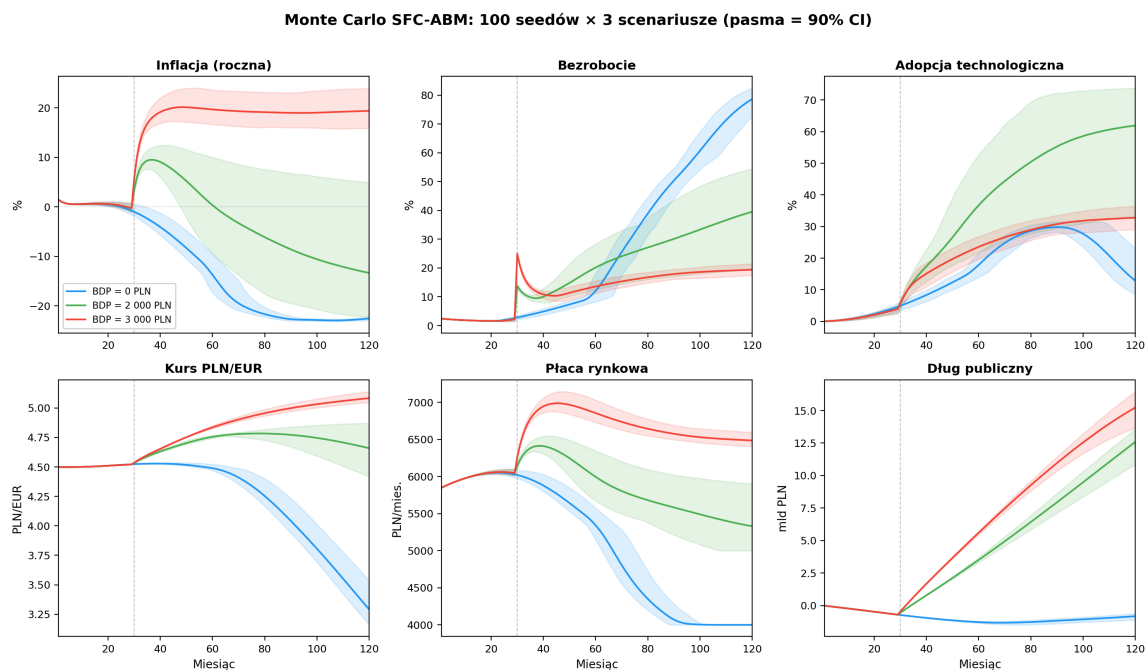 Monte Carlo SFC-ABM: 100 seedów × 3 scenariusze (pasma = 90% CI)
Inflacja (roczna)
%
20
10
0
−10
−20
BDP = 0 PLN
BDP = 2 000 PLN
BDP = 3 000 PLN
20 40 60 80 100 120
Bezrobocie
%
80
70
60
50
40
30
20
10
0
20 40 60 80 100 120
Adopcja technologiczna
%
70
60
50
40
30
20
10
0
20 40 60 80 100 120
Kurs PLN/EUR
PLN/EUR
5.00
4.75
4.50
4.25
4.00
3.75
3.50
3.25
20 40 60 80 100 120
Miesiąc
Płaca rynkowa
PLN/mies.
7000
6500
6000
5500
5000
4500
4000
20 40 60 80 100 120
Miesiąc
Dług publiczny
mld PLN
15.0
12.5
10.0
7.5
5.0
2.5
0.0
20 40 60 80 100 120
Miesiąc